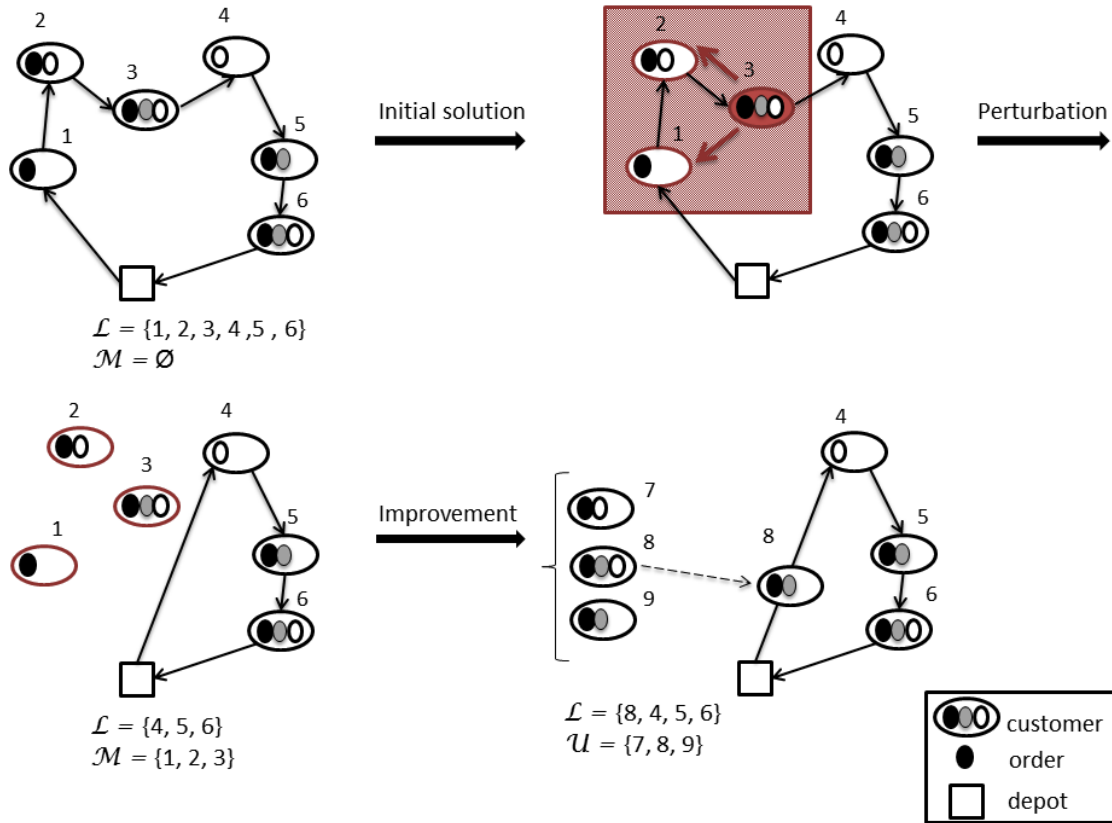 2
4
3
1
5
6
ℒ = {1, 2, 3, 4 ,5 , 6}
ℳ = Ø
Initial solution
2
4
3
1
5
6
Perturbation
2
4
3
1
5
6
ℒ = {4, 5, 6}
ℳ = {1, 2, 3}
Improvement
7
8
9
4
8
5
6
ℒ = {8, 4, 5, 6}
𝒰 = {7, 8, 9}
customer
order
depot